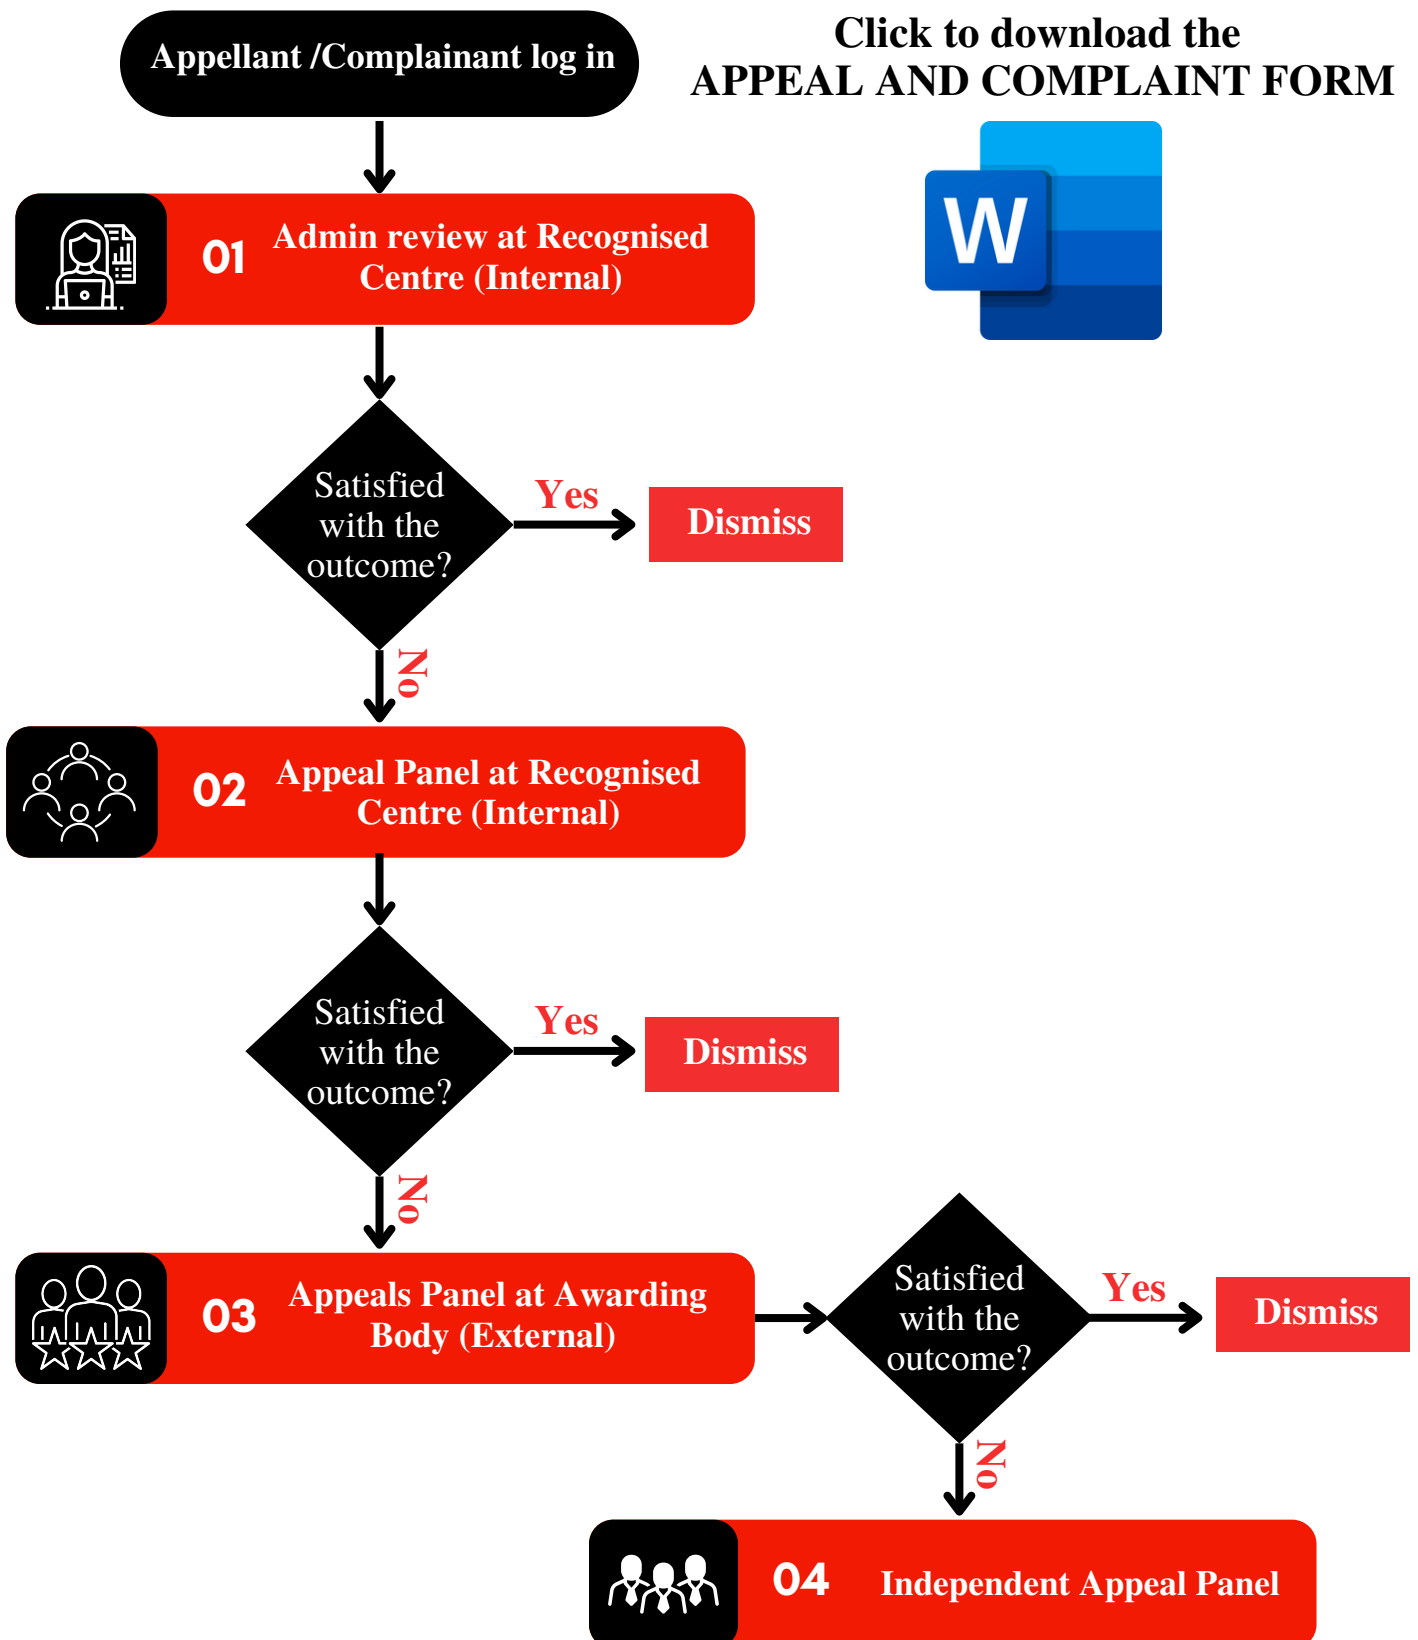 Appellant /Complainant log in
Click to download the
APPEAL AND COMPLAINT FORM
W
01
Admin review at Recognised
Centre (Internal)
Satisfied
with the
outcome?
Yes
Dismiss
No
02
Appeal Panel at Recognised
Centre (Internal)
Satisfied
with the
outcome?
Yes
Dismiss
No
03
Appeals Panel at Awarding
Body (External)
Satisfied
with the
outcome?
Yes
Dismiss
No
04
Independent Appeal Panel